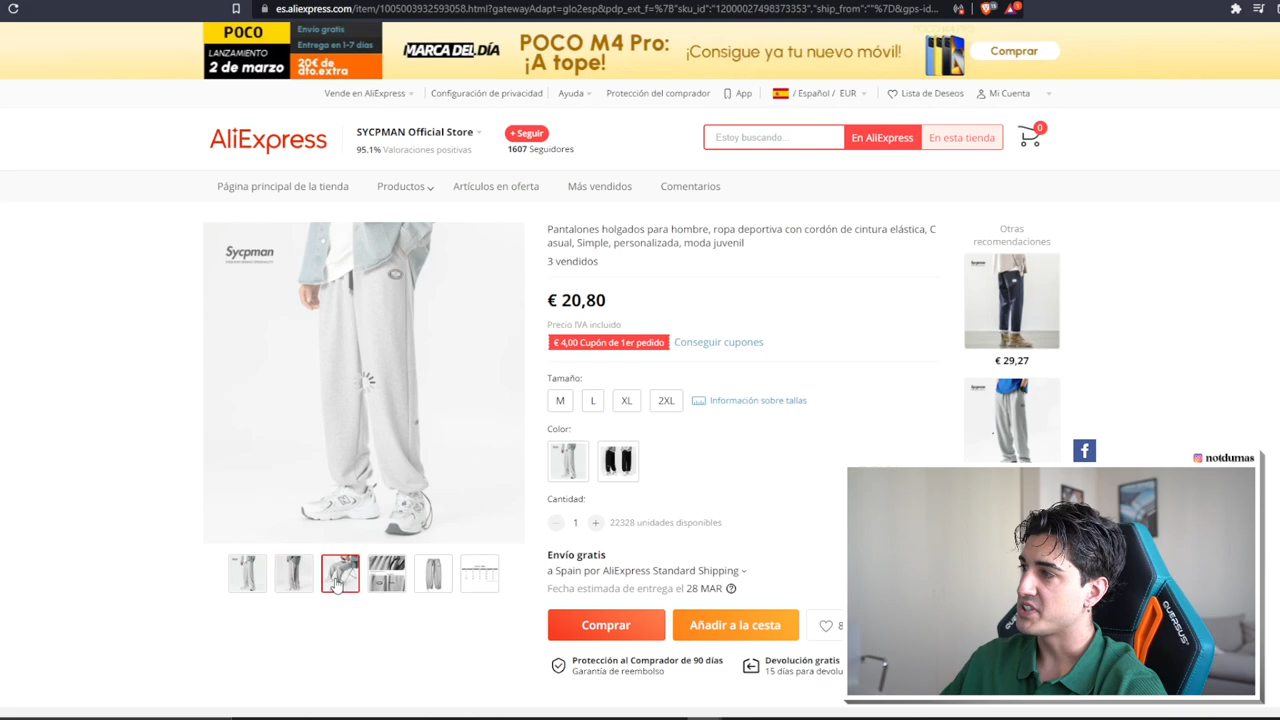 es.aliexpress.com/item/1005003932593058.html?gatewayAdapt=glo2esp&pdp_ext_f=%7B"sku_id":"12000027498373353","ship_from":""%7D&gps-id...
POCO
LANZAMIENTO
2 de marzo
Envío gratis
Entrega en 1-7 días
20€ de
dto.extra
MARCA DEL DÍA
POCO M4 Pro:
¡A tope!
¡Consigue ya tu nuevo móvil!
Comprar
Vende en AliExpress
Configuración de privacidad
Ayuda
Protección del comprador
App
/ Español / EUR
Lista de Deseos
Mi Cuenta
AliExpress
SYCPMAN Official Store
95.1% Valoraciones positivas
+ Seguir
1607 Seguidores
Estoy buscando...
En AliExpress
En esta tienda
0
Página principal de la tienda
Productos
Artículos en oferta
Más vendidos
Comentarios
Sycpman
Pantalones holgados para hombre, ropa deportiva con cordón de cintura elástica, C
asual, Simple, personalizada, moda juvenil
3 vendidos
€ 20,80
Precio IVA incluido
€ 4,00 Cupón de 1er pedido
Conseguir cupones
Tamaño:
M
L
XL
2XL
Información sobre tallas
Color:
Cantidad:
1
22328 unidades disponibles
Envío gratis
a Spain por AliExpress Standard Shipping
Fecha estimada de entrega el 28 MAR
Comprar
Añadir a la cesta
8
Protección al Comprador de 90 días
Garantía de reembolso
Devolución gratis
15 días para devolu
Otras
recomendaciones
Sycpman
€ 29,27
Sycpman
notdumas
QUERSUS